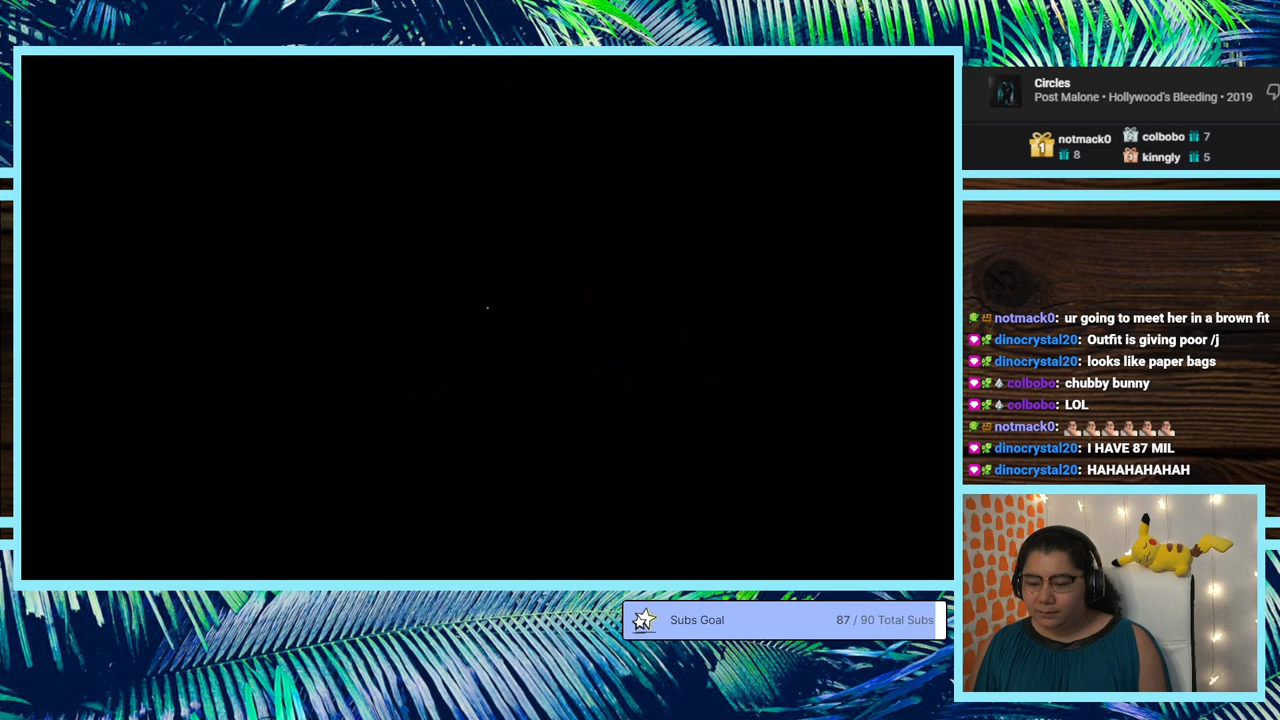 Circles
Post Malone • Hollywood's Bleeding • 2019
1 notmack0 8
colbobo 7
kinngly 5
notmack0: ur going to meet her in a brown fit
dinocrystal20: Outfit is giving poor /j
dinocrystal20: looks like paper bags
colbobo: chubby bunny
colbobo: LOL
notmack0:
dinocrystal20: I HAVE 87 MIL
dinocrystal20: HAHAHAHAHAH
Subs Goal 87 / 90 Total Subs